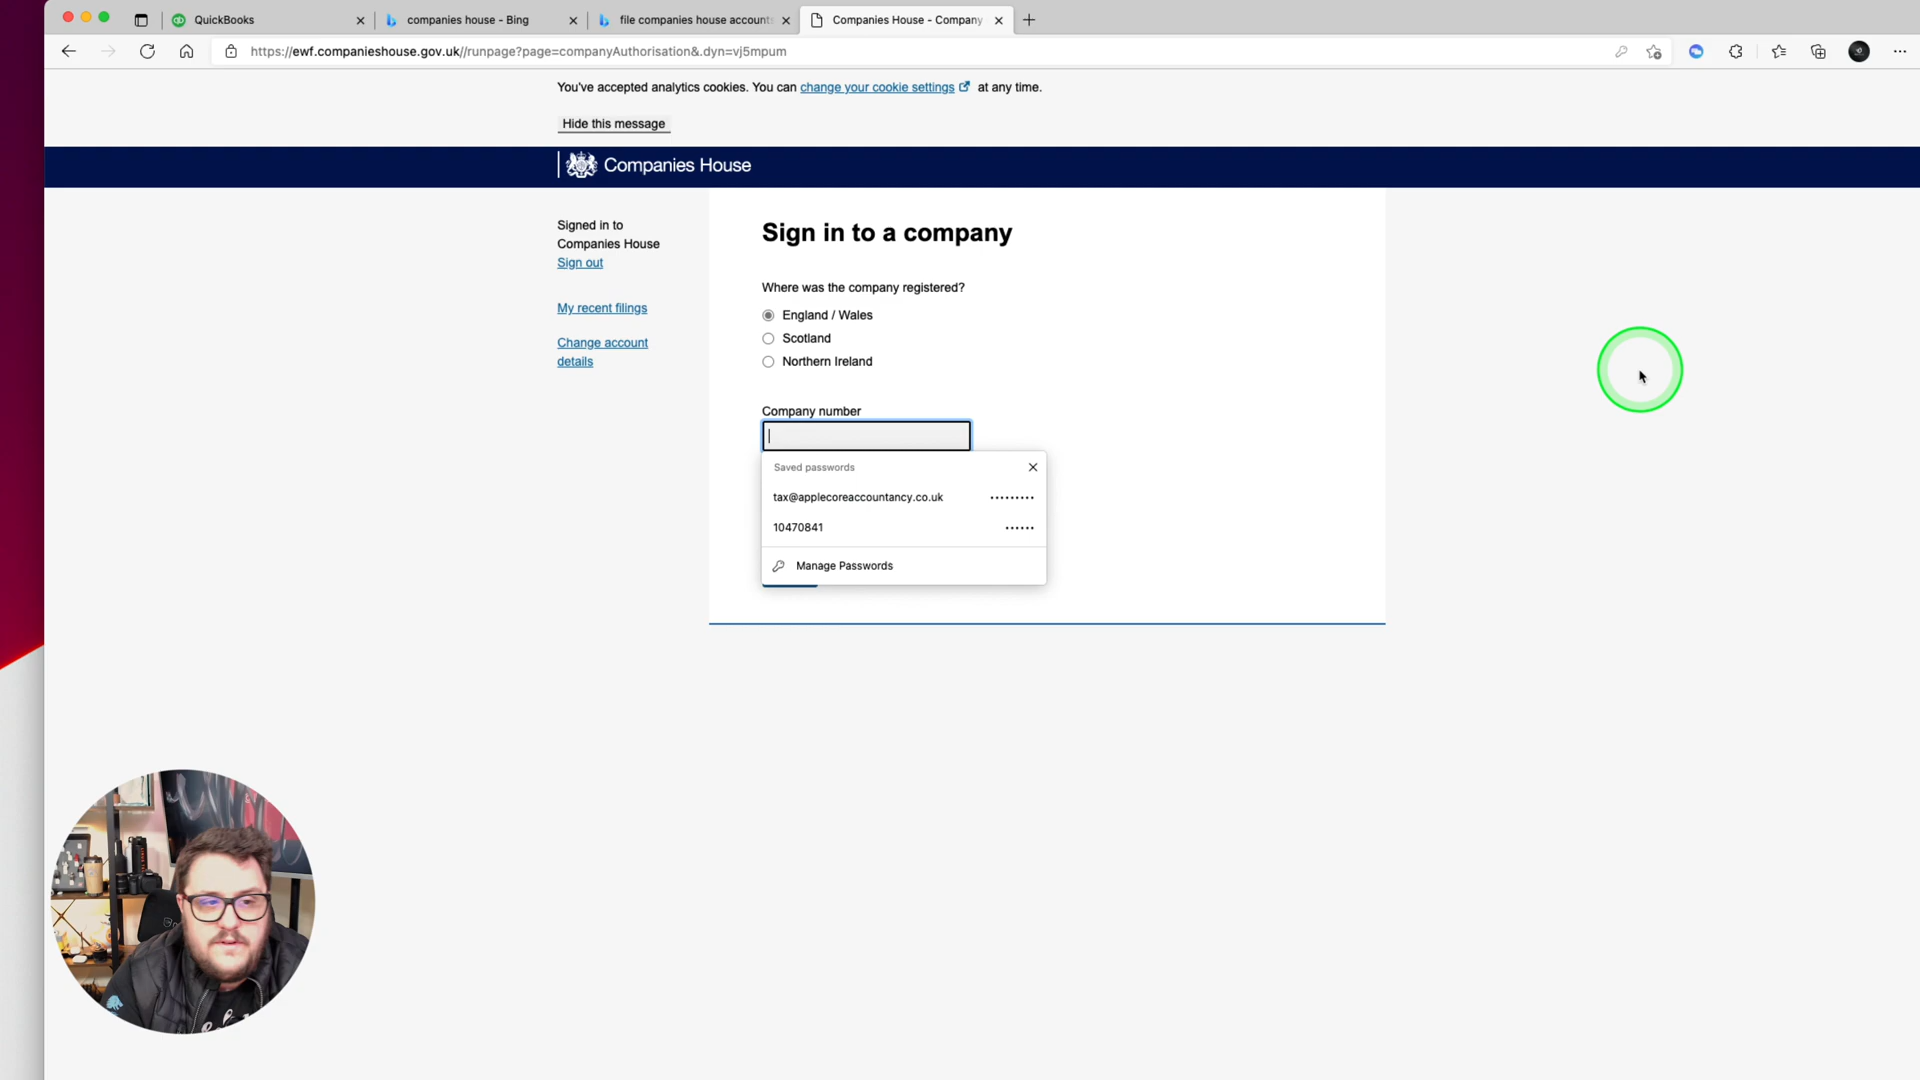 QuickBooks
companies house - Bing
file companies house accounts
Companies House - Company
https://ewf.companieshouse.gov.uk//runpage?page=companyAuthorisation&.dyn=vj5mpum
You've accepted analytics cookies. You can change your cookie settings at any time.
Hide this message
Companies House
Signed in to
Companies House
Sign out
My recent filings
Change account
details
Sign in to a company
Where was the company registered?
England / Wales
Scotland
Northern Ireland
Company number
Saved passwords
tax@applecoreaccountancy.co.uk •••••••••
10470841 ••••••
Manage Passwords